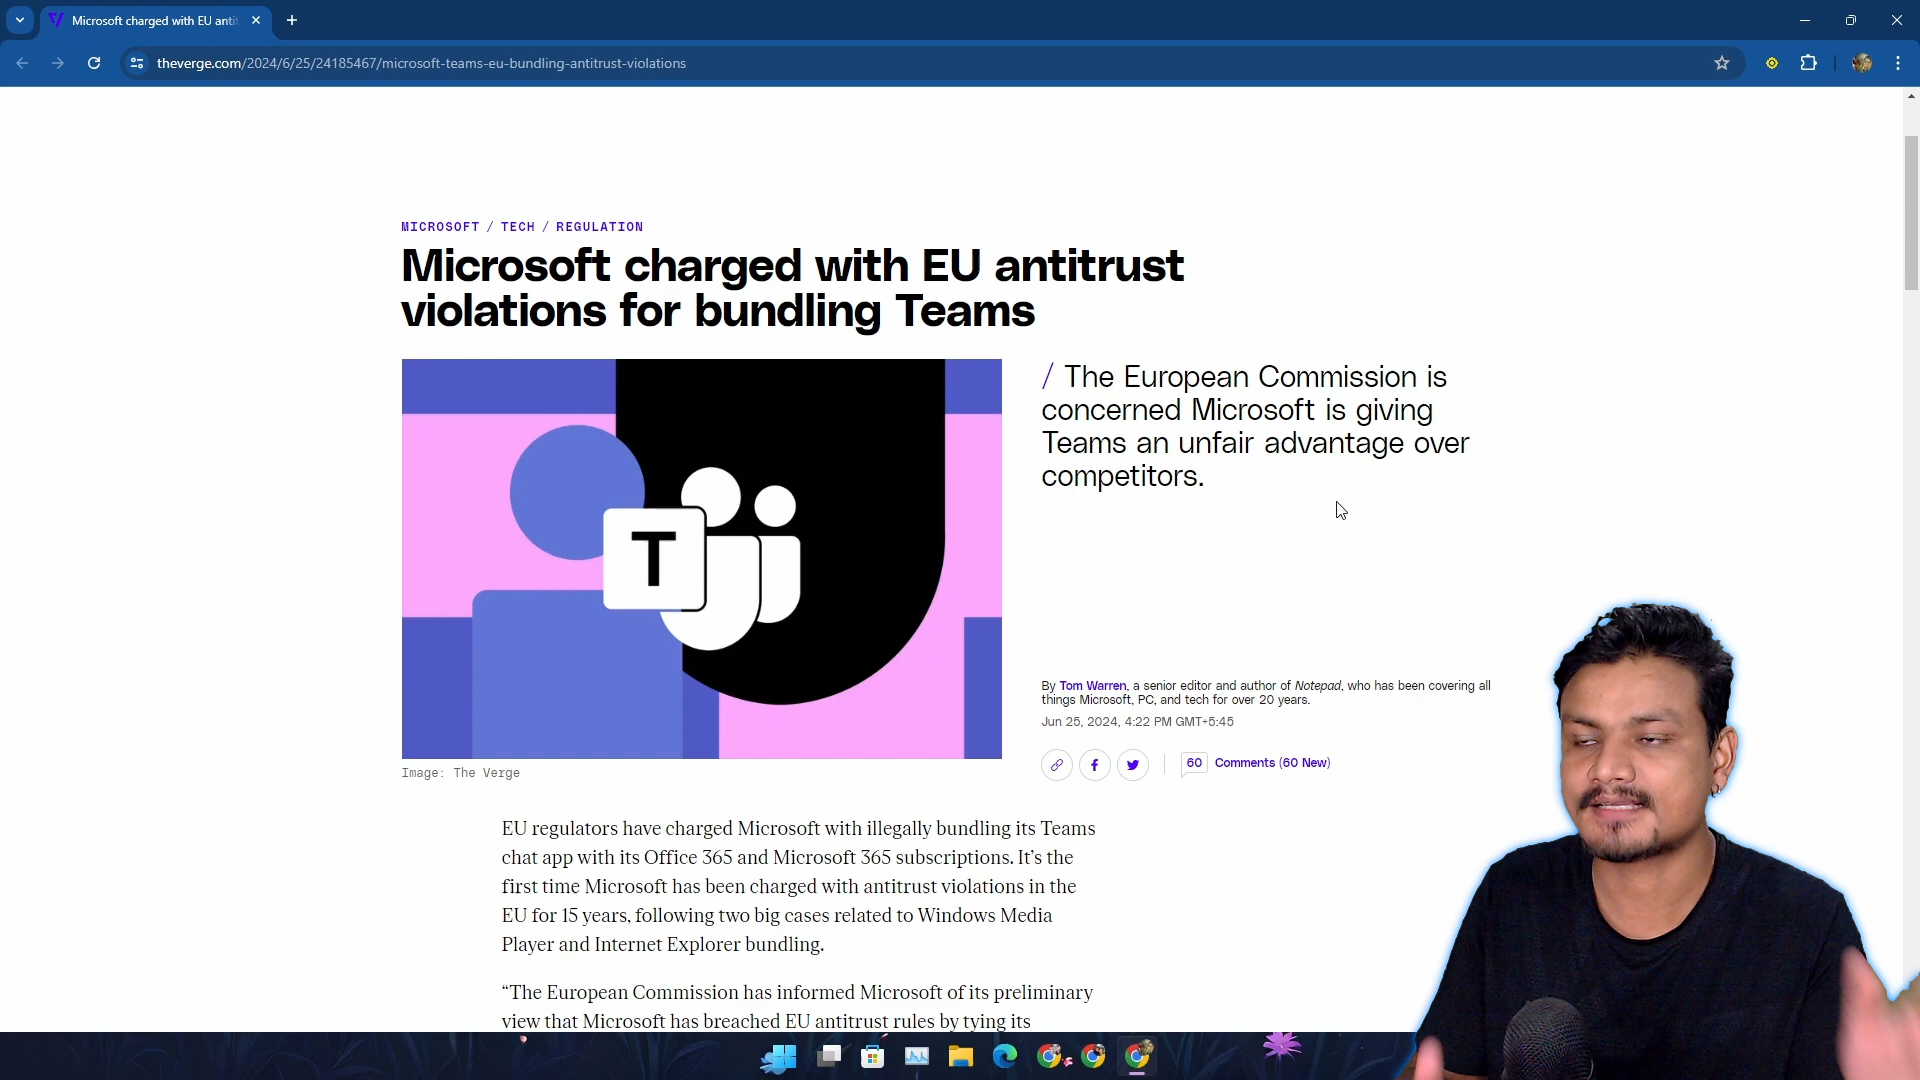 Microsoft charged with EU anti
theverge.com/2024/6/25/24185467/microsoft-teams-eu-bundling-antitrust-violations
MICROSOFT / TECH / REGULATION
Microsoft charged with EU antitrust
violations for bundling Teams
/ The European Commission is
concerned Microsoft is giving
Teams an unfair advantage over
competitors.
T
By Tom Warren, a senior editor and author of Notepad, who has been covering all
things Microsoft, PC, and tech for over 20 years.
Jun 25, 2024, 4:22 PM GMT+5:45
60 Comments (60 New)
Image: The Verge
EU regulators have charged Microsoft with illegally bundling its Teams
chat app with its Office 365 and Microsoft 365 subscriptions. It’s the
first time Microsoft has been charged with antitrust violations in the
EU for 15 years, following two big cases related to Windows Media
Player and Internet Explorer bundling.
“The European Commission has informed Microsoft of its preliminary
view that Microsoft has breached EU antitrust rules by tying its